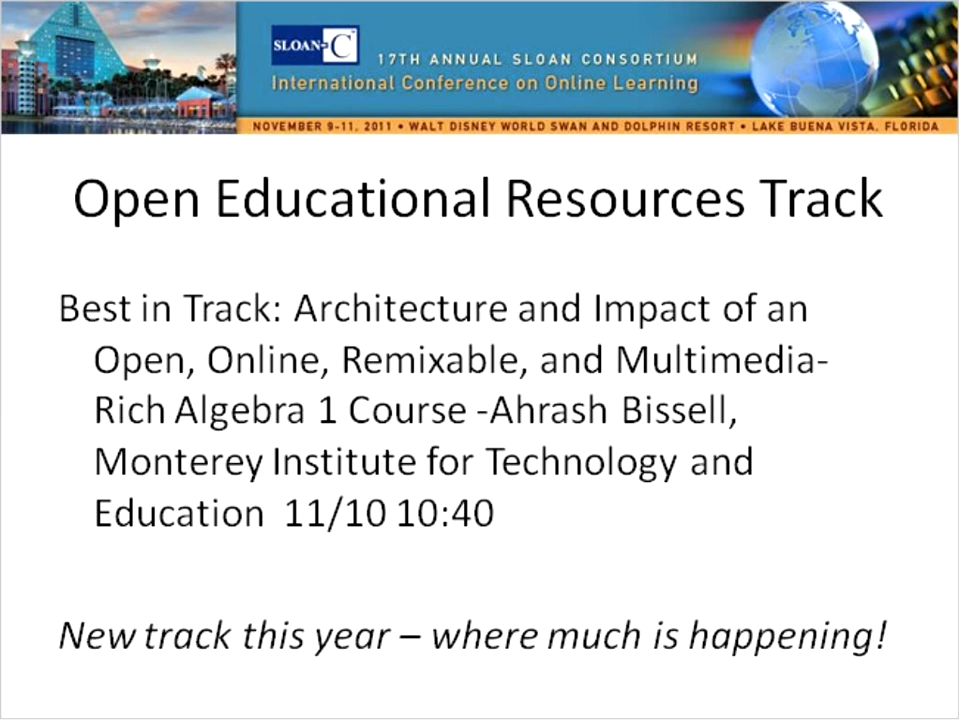 SLOAN-C
17TH ANNUAL SLOAN CONSORTIUM
International Conference on Online Learning
NOVEMBER 9-11, 2011 • WALT DISNEY WORLD SWAN AND DOLPHIN RESORT • LAKE BUENA VISTA, FLORIDA
Open Educational Resources Track
Best in Track: Architecture and Impact of an
Open, Online, Remixable, and Multimedia-
Rich Algebra 1 Course -Ahrash Bissell,
Monterey Institute for Technology and
Education 11/10 10:40
New track this year – where much is happening!